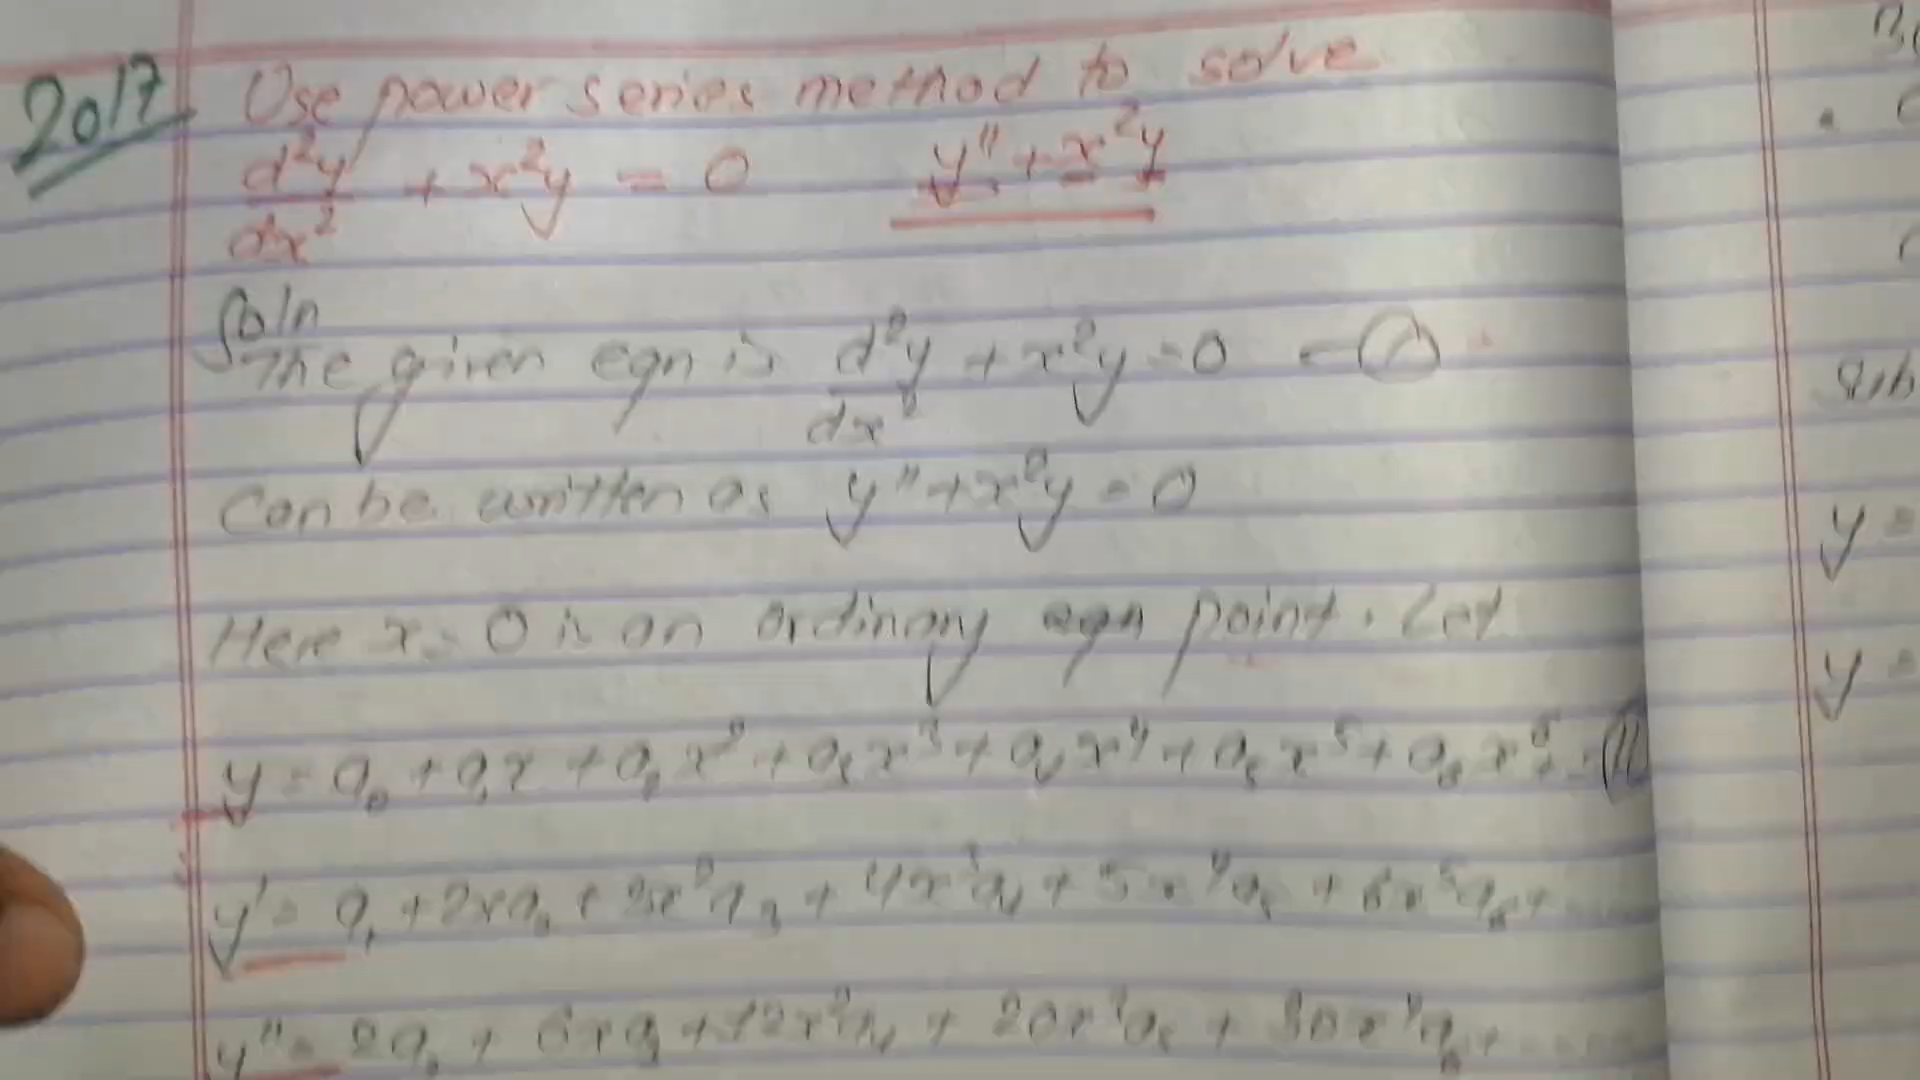 2017 Use power series method to solve
d²y/dx² + x²y = 0 y'' + x²y
Soln
The given eqn is d²y/dx² + x²y = 0 - (1)
Can be written as y'' + x²y = 0
Here x = 0 is an ordinary point. Let
y = a₀ + a₁x + a₂x² + a₃x³ + a₄x⁴ + a₅x⁵ + a₆x⁶ - (11)
y' = a₁ + 2xa₂ + 3x²a₃ + 4x³a₄ + 5x⁴a₅ + 6x⁵a₆ + ......
y'' = 2a₂ + 6xa₃ + 12x²a₄ + 20x³a₅ + 30x⁴a₆ + ......
sub
y =
y =